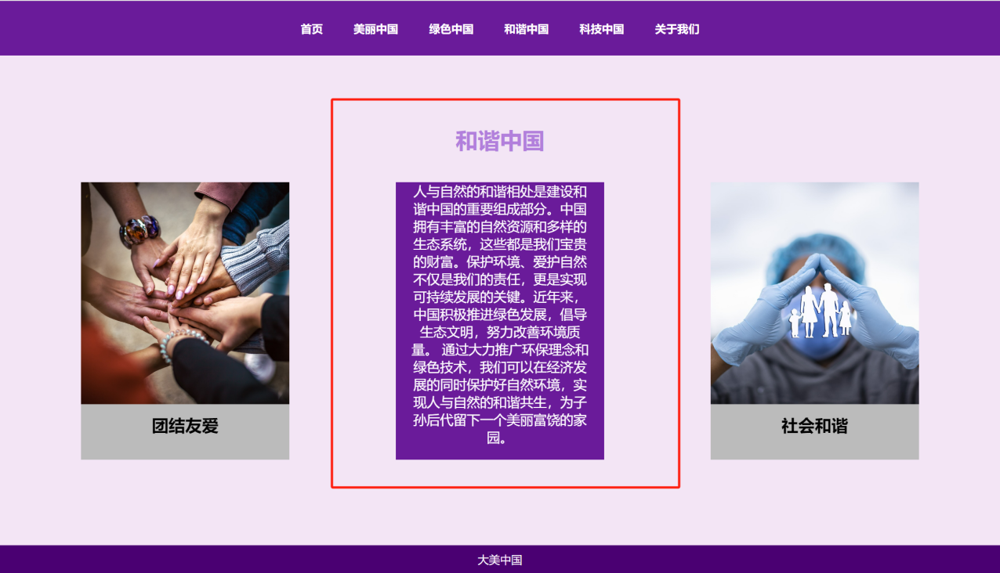 首页 美丽中国 绿色中国 和谐中国 科技中国 关于我们
和谐中国
人与自然的和谐相处是建设和
谐中国的重要组成部分。中国
拥有丰富的自然资源和多样的
生态系统，这些都是我们宝贵
的财富。保护环境、爱护自然
不仅是我们的责任，更是实现
可持续发展的关键。近年来，
中国积极推进绿色发展，倡导
生态文明，努力改善环境质
量。 通过大力推广环保理念和
绿色技术，我们可以在经济发
展的同时保护好自然环境，实
现人与自然的和谐共生，为子
孙后代留下一个美丽富饶的家
园。
团结友爱
社会和谐
大美中国